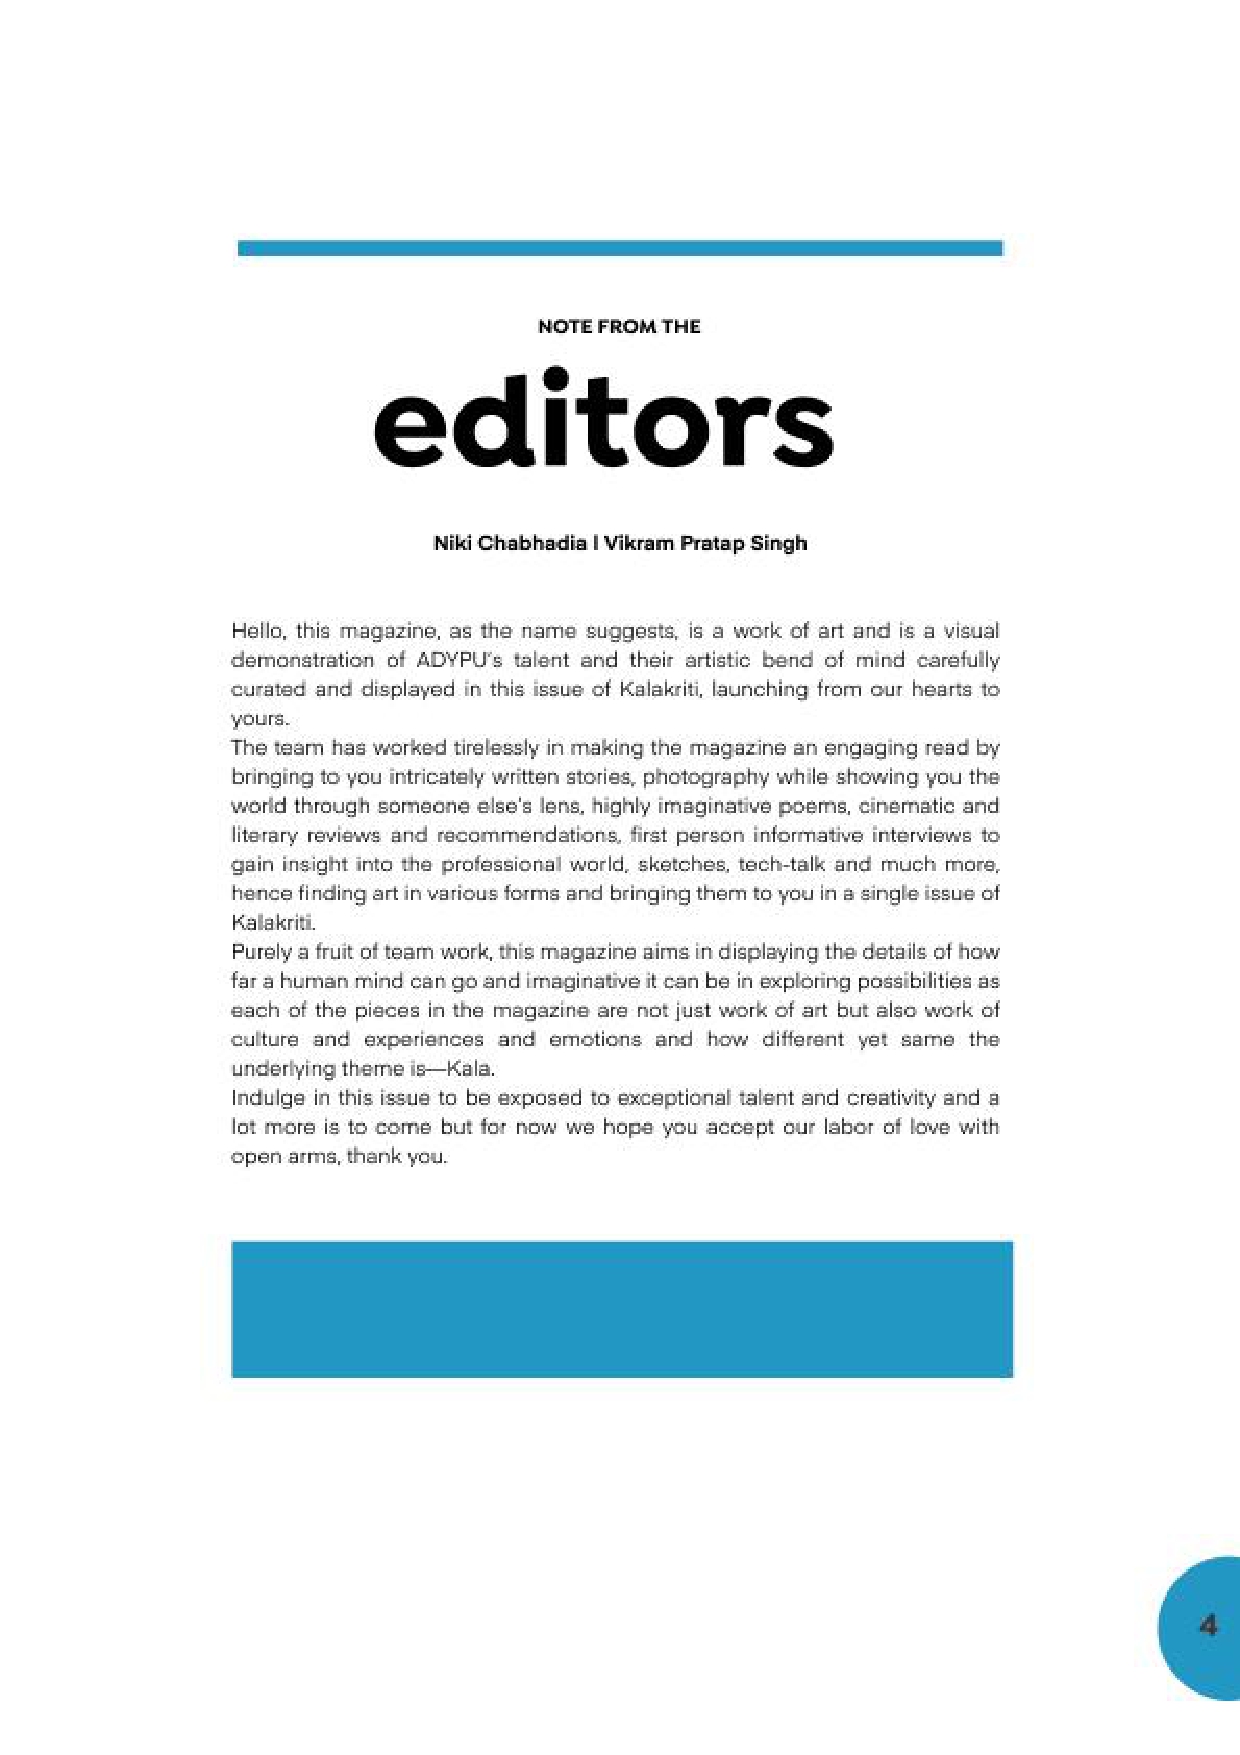 NOTE FROM THE
editors
Niki Chabhadia | Vikram Pratap Singh
Hello, this magazine, as the name suggests, is a work of art and is a visual
demonstration of ADYPU's talent and their artistic bend of mind carefully
curated and displayed in this issue of Kalakriti, launching from our hearts to
yours.
The team has worked tirelessly in making the magazine an engaging read by
bringing to you intricately written stories, photography while showing you the
world through someone else's lens, highly imaginative poems, cinematic and
literary reviews and recommendations, first person informative interviews to
gain insight into the professional world, sketches, tech-talk and much more,
hence finding art in various forms and bringing them to you in a single issue of
Kalakriti.
Purely a fruit of team work, this magazine aims in displaying the details of how
far a human mind can go and imaginative it can be in exploring possibilities as
each of the pieces in the magazine are not just work of art but also work of
culture and experiences and emotions and how different yet same the
underlying theme is—Kala.
Indulge in this issue to be exposed to exceptional talent and creativity and a
lot more is to come but for now we hope you accept our labor of love with
open arms, thank you.
4